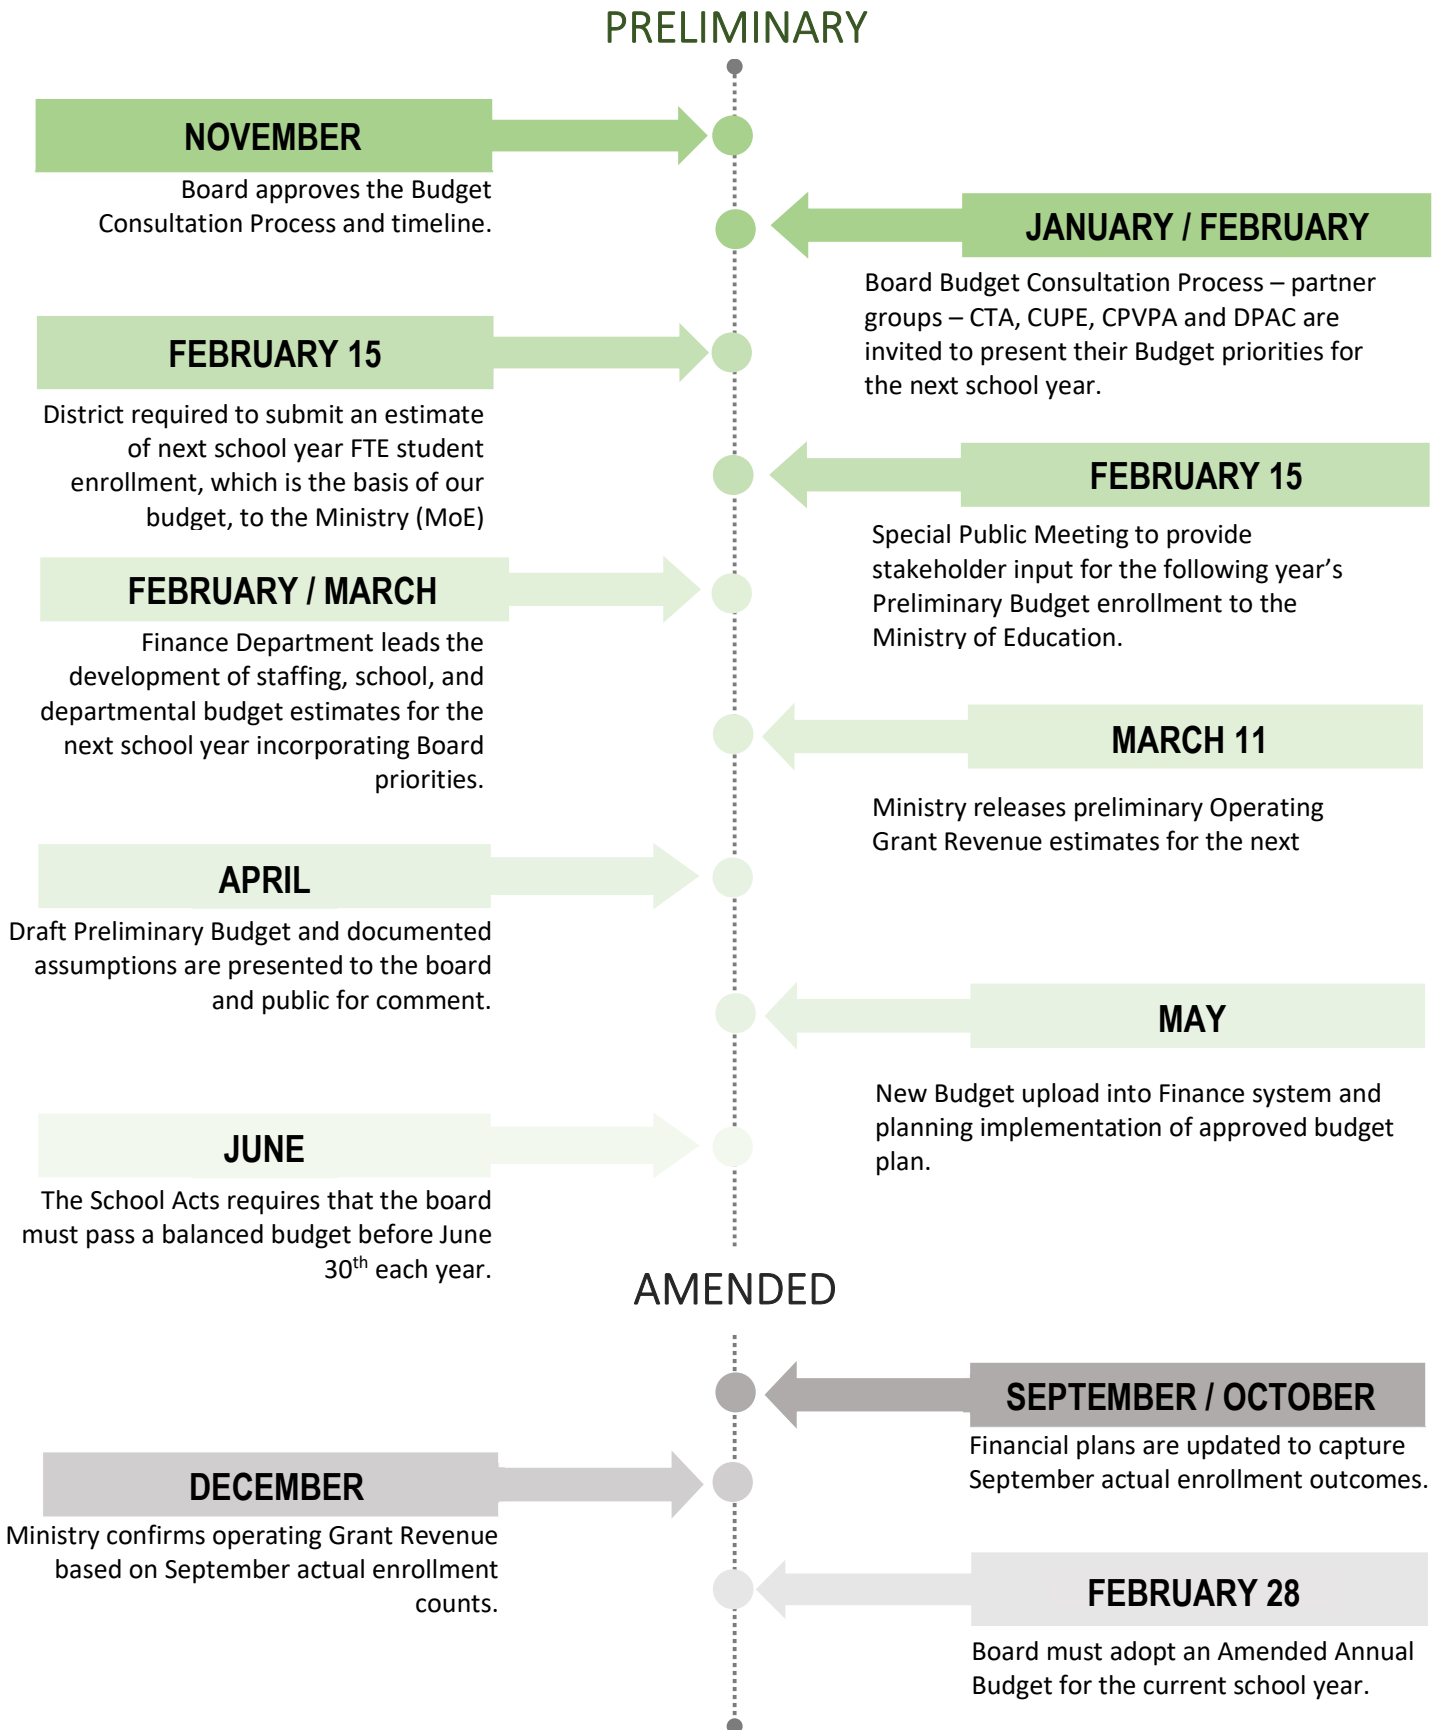 PRELIMINARY
NOVEMBER
Board approves the Budget
Consultation Process and timeline.
JANUARY / FEBRUARY
Board Budget Consultation Process – partner
groups – CTA, CUPE, CPVPA and DPAC are
invited to present their Budget priorities for
the next school year.
FEBRUARY 15
District required to submit an estimate
of next school year FTE student
enrollment, which is the basis of our
budget, to the Ministry (MoE)
FEBRUARY 15
Special Public Meeting to provide
stakeholder input for the following year’s
Preliminary Budget enrollment to the
Ministry of Education.
FEBRUARY / MARCH
Finance Department leads the
development of staffing, school, and
departmental budget estimates for the
next school year incorporating Board
priorities.
MARCH 11
Ministry releases preliminary Operating
Grant Revenue estimates for the next
APRIL
Draft Preliminary Budget and documented
assumptions are presented to the board
and public for comment.
MAY
New Budget upload into Finance system and
planning implementation of approved budget
plan.
JUNE
The School Acts requires that the board
must pass a balanced budget before June
30th each year.
AMENDED
SEPTEMBER / OCTOBER
Financial plans are updated to capture
September actual enrollment outcomes.
DECEMBER
Ministry confirms operating Grant Revenue
based on September actual enrollment
counts.
FEBRUARY 28
Board must adopt an Amended Annual
Budget for the current school year.